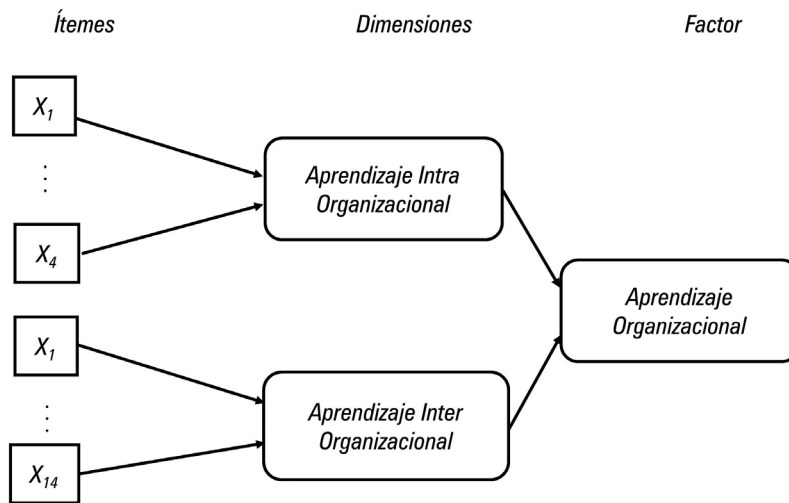 Ítemes
Dimensiones
Factor
X1
Aprendizaje Intra
Organizacional
X4
Aprendizaje
Organizacional
X1
Aprendizaje Inter
Organizacional
X14